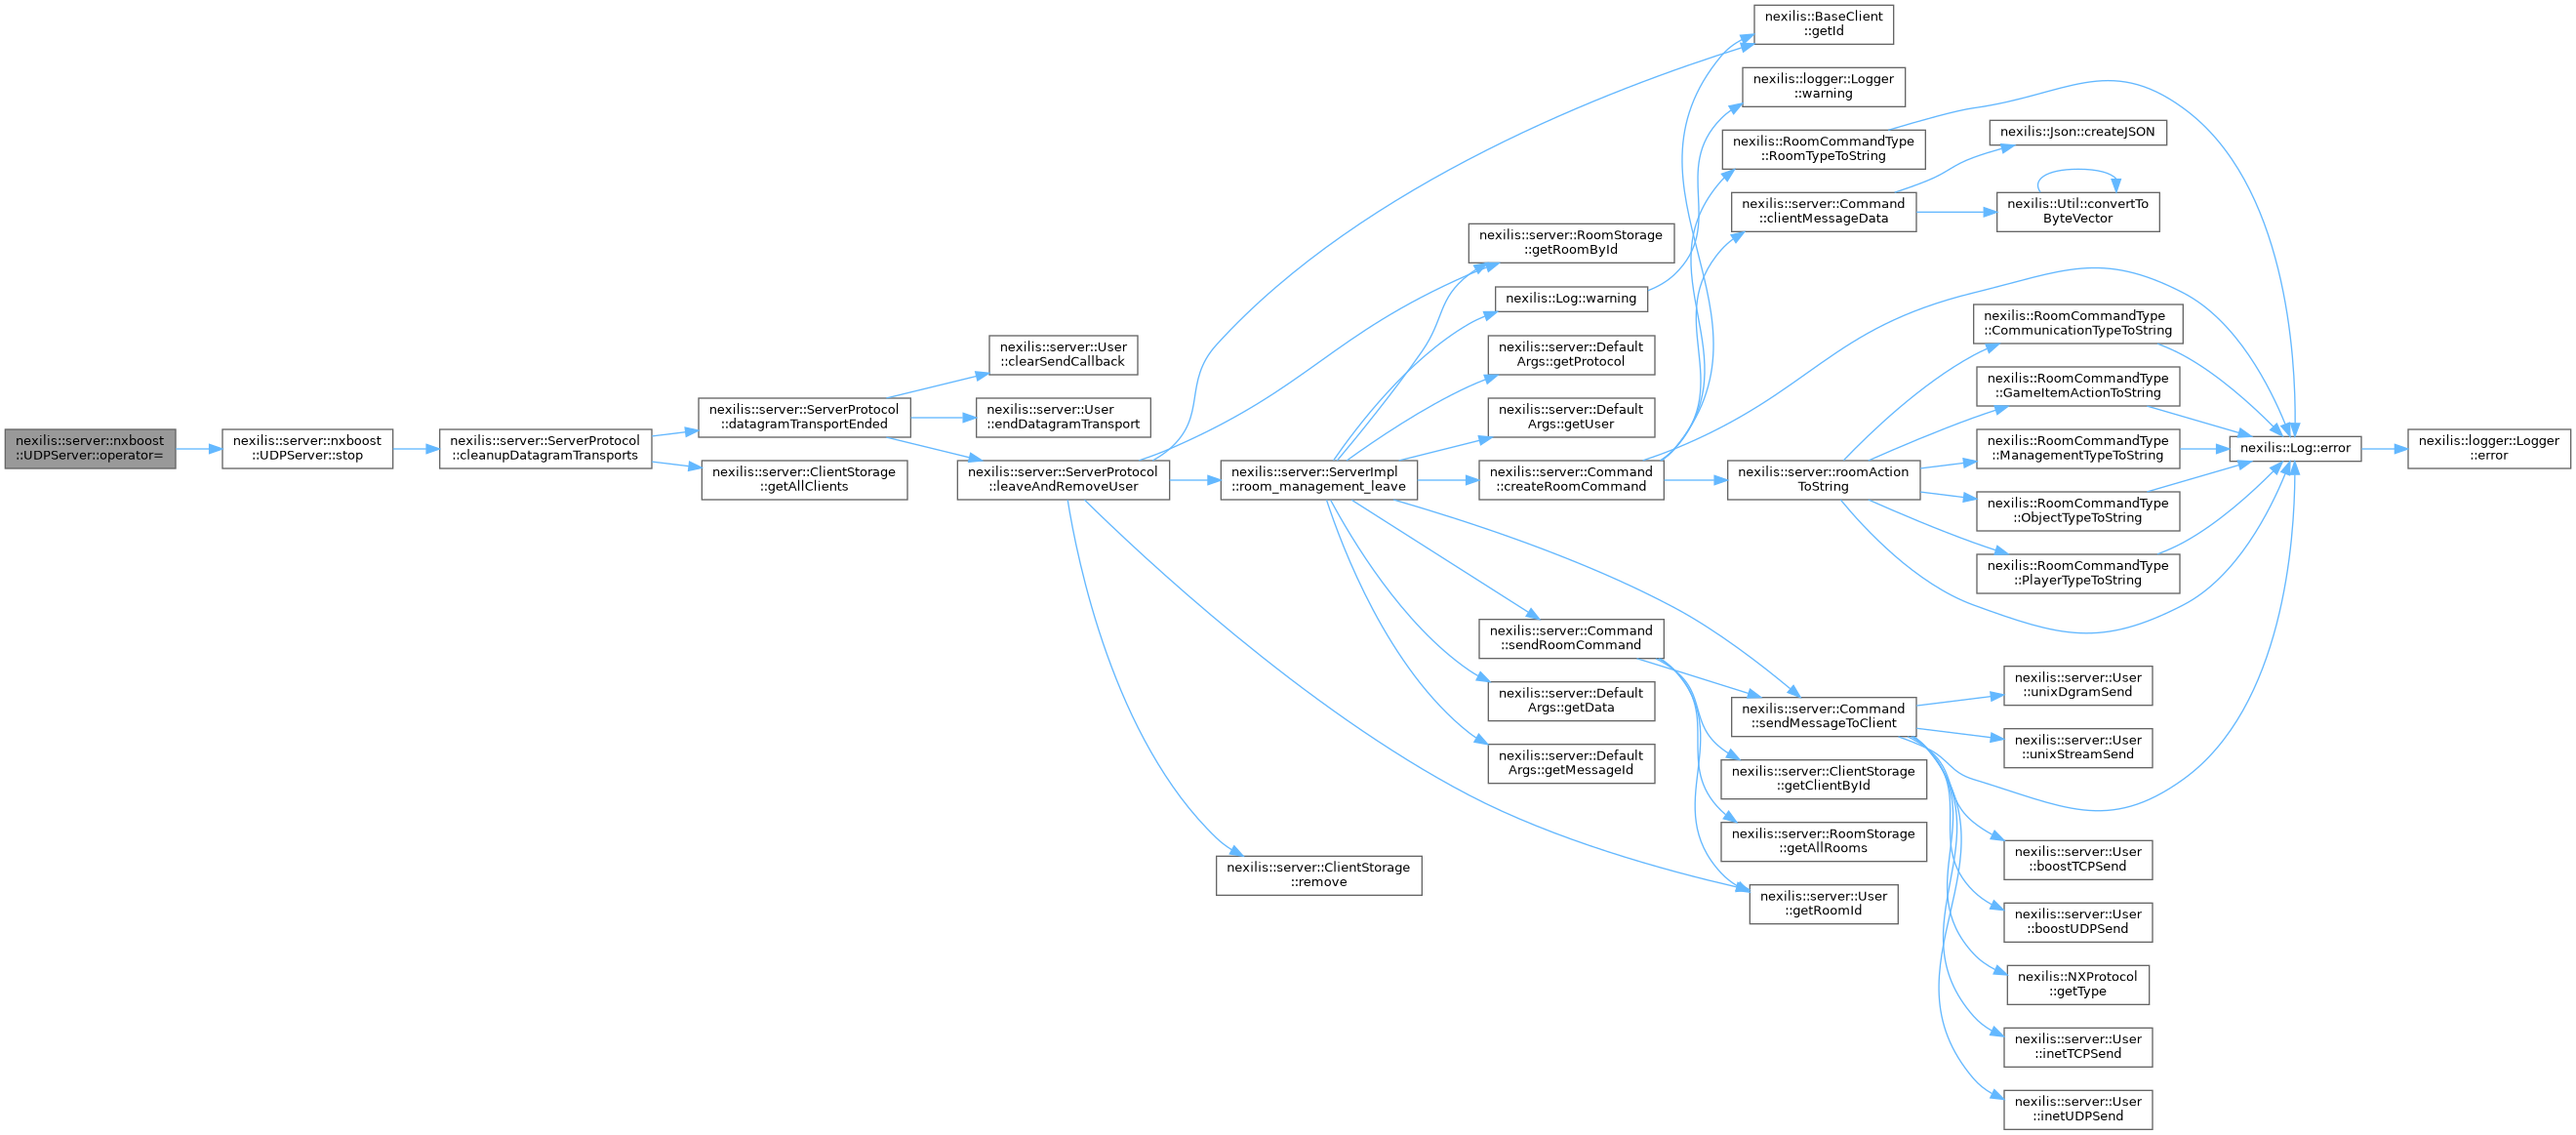 nexilis::server::nxboost
::UDPServer::operator=
nexilis::server::nxboost
::UDPServer::stop
nexilis::server::ServerProtocol
::cleanupDatagramTransports
nexilis::server::ServerProtocol
::datagramTransportEnded
nexilis::server::ClientStorage
::getAllClients
nexilis::server::User
::clearSendCallback
nexilis::server::User
::endDatagramTransport
nexilis::server::ServerProtocol
::leaveAndRemoveUser
nexilis::server::ServerImpl
::room_management_leave
nexilis::server::ClientStorage
::remove
nexilis::server::RoomStorage
::getRoomById
nexilis::Log::warning
nexilis::server::Default
Args::getProtocol
nexilis::server::Default
Args::getUser
nexilis::server::Command
::createRoomCommand
nexilis::server::Command
::sendRoomCommand
nexilis::server::Default
Args::getData
nexilis::server::Default
Args::getMessageId
nexilis::BaseClient
::getId
nexilis::logger::Logger
::warning
nexilis::RoomCommandType
::RoomTypeToString
nexilis::server::Command
::clientMessageData
nexilis::server::roomAction
ToString
nexilis::server::Command
::sendMessageToClient
nexilis::server::ClientStorage
::getClientById
nexilis::server::RoomStorage
::getAllRooms
nexilis::server::User
::getRoomId
nexilis::Json::createJSON
nexilis::Util::convertTo
ByteVector
nexilis::RoomCommandType
::CommunicationTypeToString
nexilis::RoomCommandType
::GameItemActionToString
nexilis::RoomCommandType
::ManagementTypeToString
nexilis::RoomCommandType
::ObjectTypeToString
nexilis::RoomCommandType
::PlayerTypeToString
nexilis::server::User
::unixDgramSend
nexilis::server::User
::unixStreamSend
nexilis::server::User
::boostTCPSend
nexilis::server::User
::boostUDPSend
nexilis::NXProtocol
::getType
nexilis::server::User
::inetTCPSend
nexilis::server::User
::inetUDPSend
nexilis::Log::error
nexilis::logger::Logger
::error